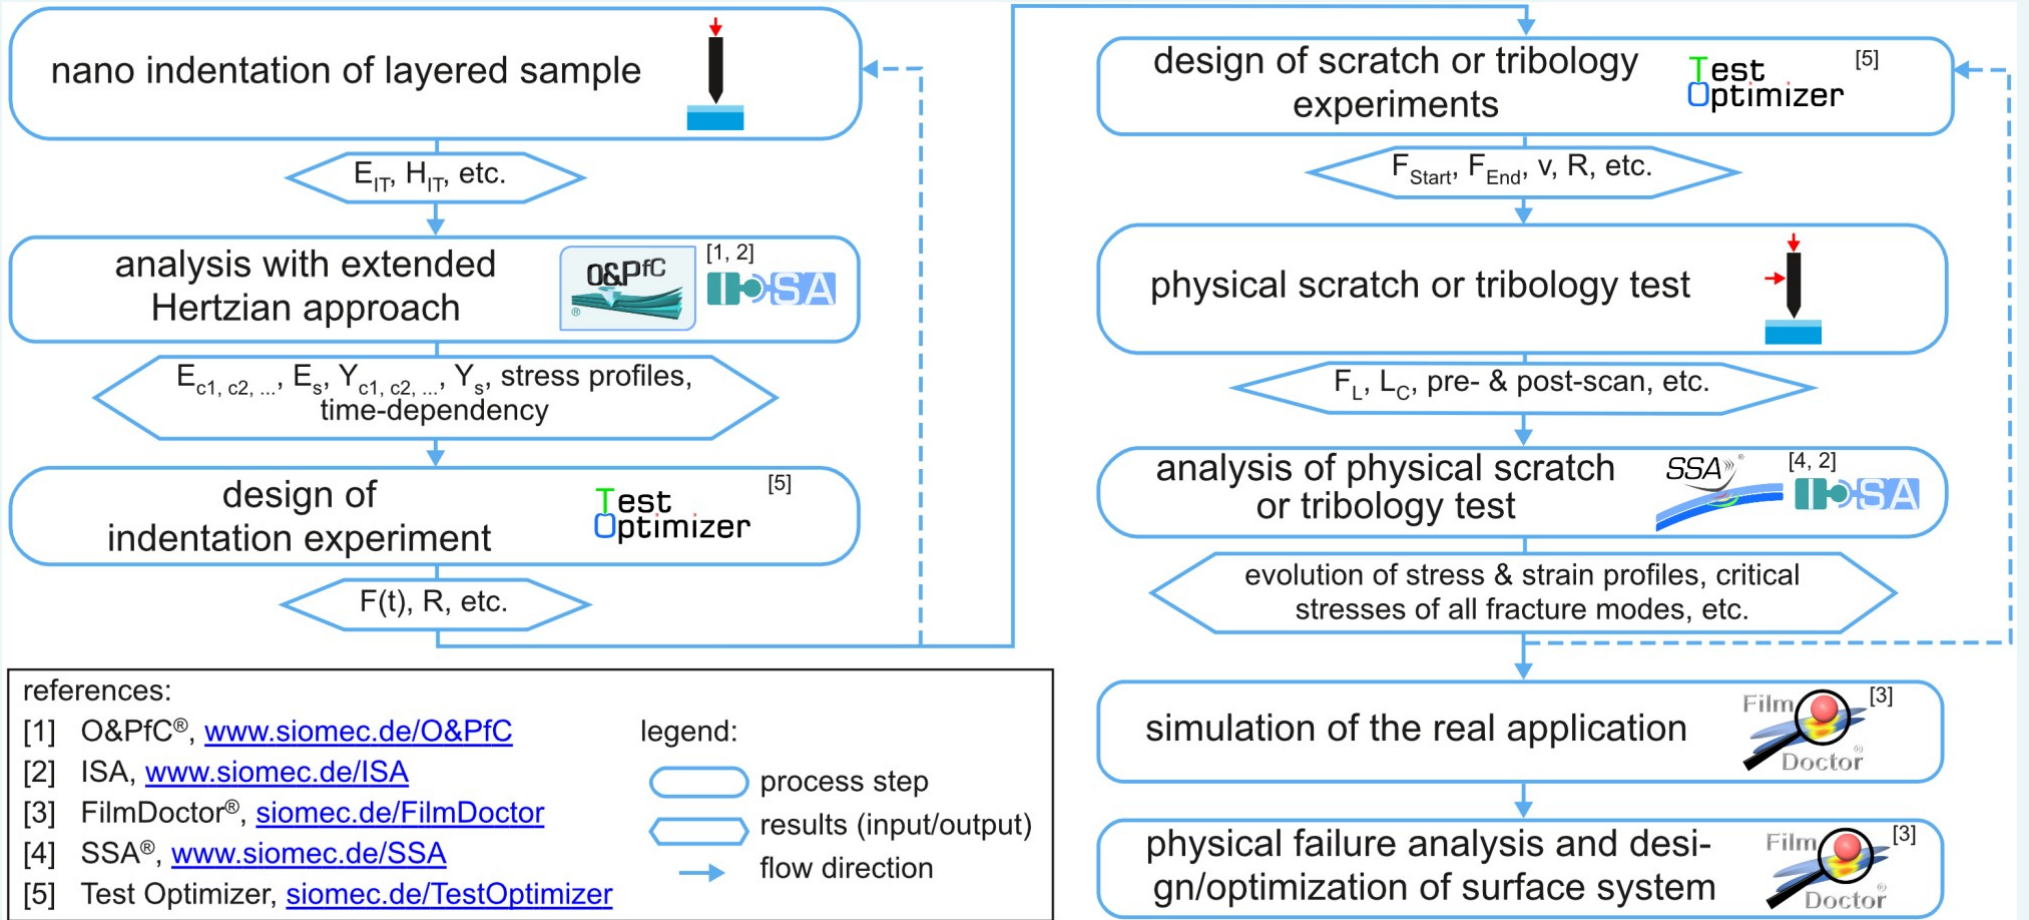 nano indentation of layered sample
E_IT, H_IT, etc.
analysis with extended
Hertzian approach
O&PfC
®
[1, 2]
ISA
E_c1, c2, ..., E_s, Y_c1, c2, ..., Y_s, stress profiles,
time-dependency
design of
indentation experiment
Test
Optimizer
[5]
F(t), R, etc.
design of scratch or tribology
experiments
Test
Optimizer
[5]
F_Start, F_End, v, R, etc.
physical scratch or tribology test
F_L, L_C, pre- & post-scan, etc.
analysis of physical scratch
or tribology test
SSA®
[4, 2]
ISA
evolution of stress & strain profiles, critical
stresses of all fracture modes, etc.
simulation of the real application
Film
Doctor®
[3]
physical failure analysis and desi-
gn/optimization of surface system
Film
Doctor®
[3]
references:
[1] O&PfC®, www.siomec.de/O&PfC
[2] ISA, www.siomec.de/ISA
[3] FilmDoctor®, siomec.de/FilmDoctor
[4] SSA®, www.siomec.de/SSA
[5] Test Optimizer, siomec.de/TestOptimizer
legend:
process step
results (input/output)
flow direction